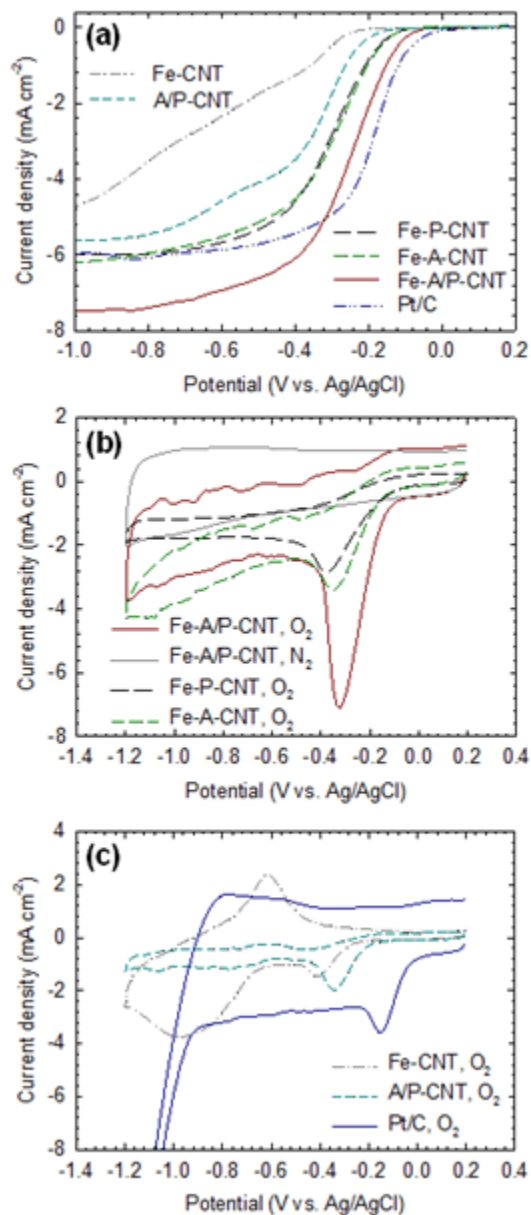 (a)
Fe-CNT
A/P-CNT
Fe-P-CNT
Fe-A-CNT
Fe-A/P-CNT
Pt/C
0
-2
-4
-6
-8
Current density (mA cm⁻²)
-1.0 -0.8 -0.6 -0.4 -0.2 0.0 0.2
Potential (V vs. Ag/AgCl)
(b)
Fe-A/P-CNT, O₂
Fe-A/P-CNT, N₂
Fe-P-CNT, O₂
Fe-A-CNT, O₂
2
0
-2
-4
-6
-8
Current density (mA cm⁻²)
-1.4 -1.2 -1.0 -0.8 -0.6 -0.4 -0.2 0.0 0.2 0.4
Potential (V vs. Ag/AgCl)
(c)
Fe-CNT, O₂
A/P-CNT, O₂
Pt/C, O₂
4
2
0
-2
-4
-6
-8
Current density (mA cm⁻²)
-1.4 -1.2 -1.0 -0.8 -0.6 -0.4 -0.2 0.0 0.2 0.4
Potential (V vs. Ag/AgCl)